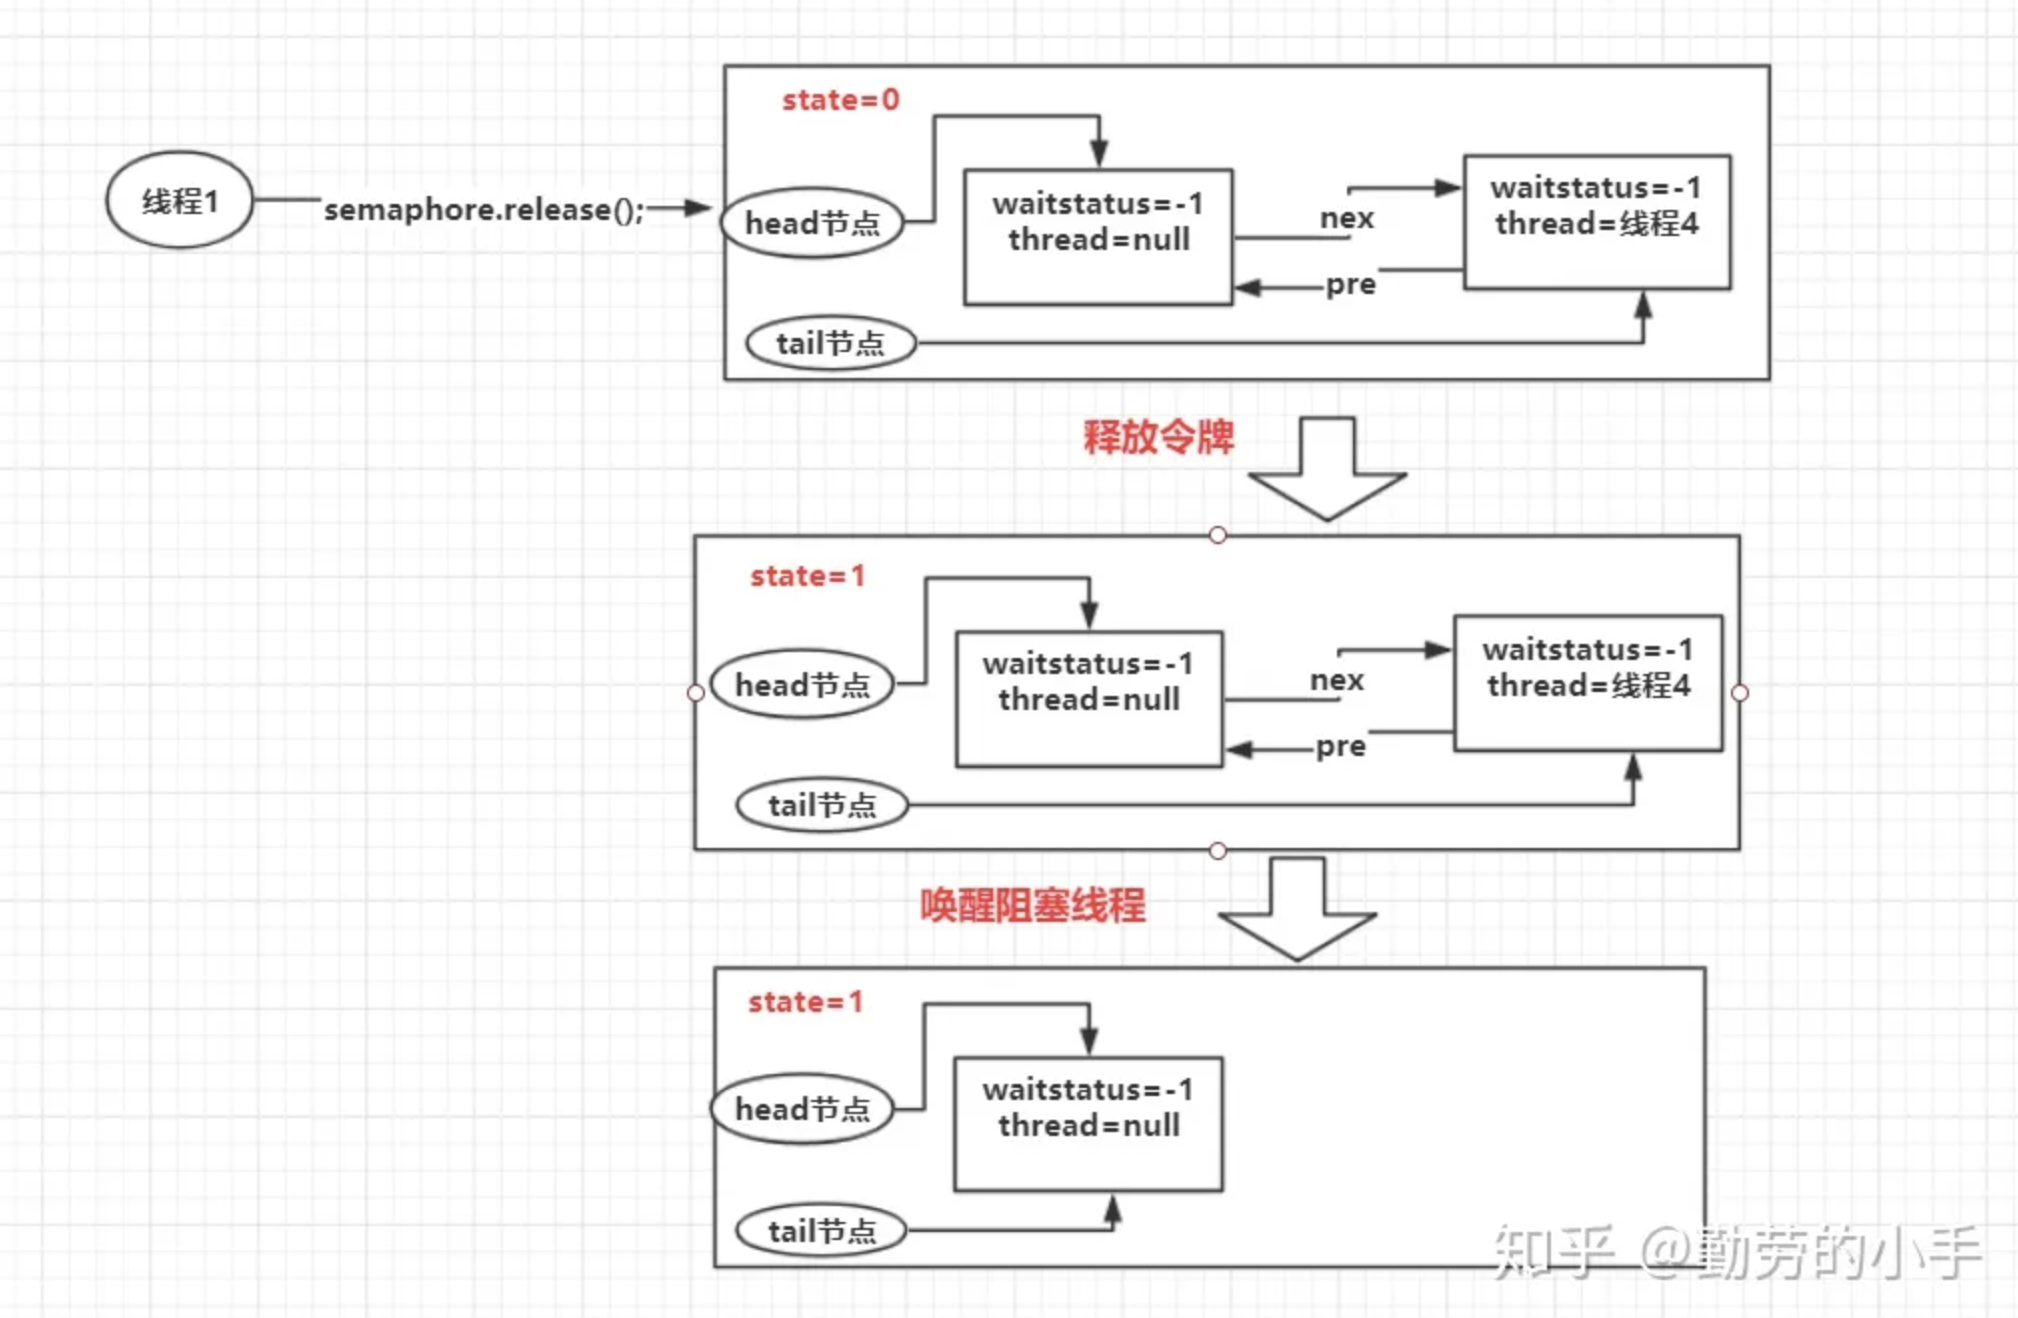 state=0
线程1
semaphore.release();
head节点
waitstatus=-1
thread=null
nex
pre
waitstatus=-1
thread=线程4
tail节点
释放令牌
state=1
head节点
waitstatus=-1
thread=null
nex
pre
waitstatus=-1
thread=线程4
tail节点
唤醒阻塞线程
state=1
head节点
waitstatus=-1
thread=null
tail节点
知乎 @勤劳的小手